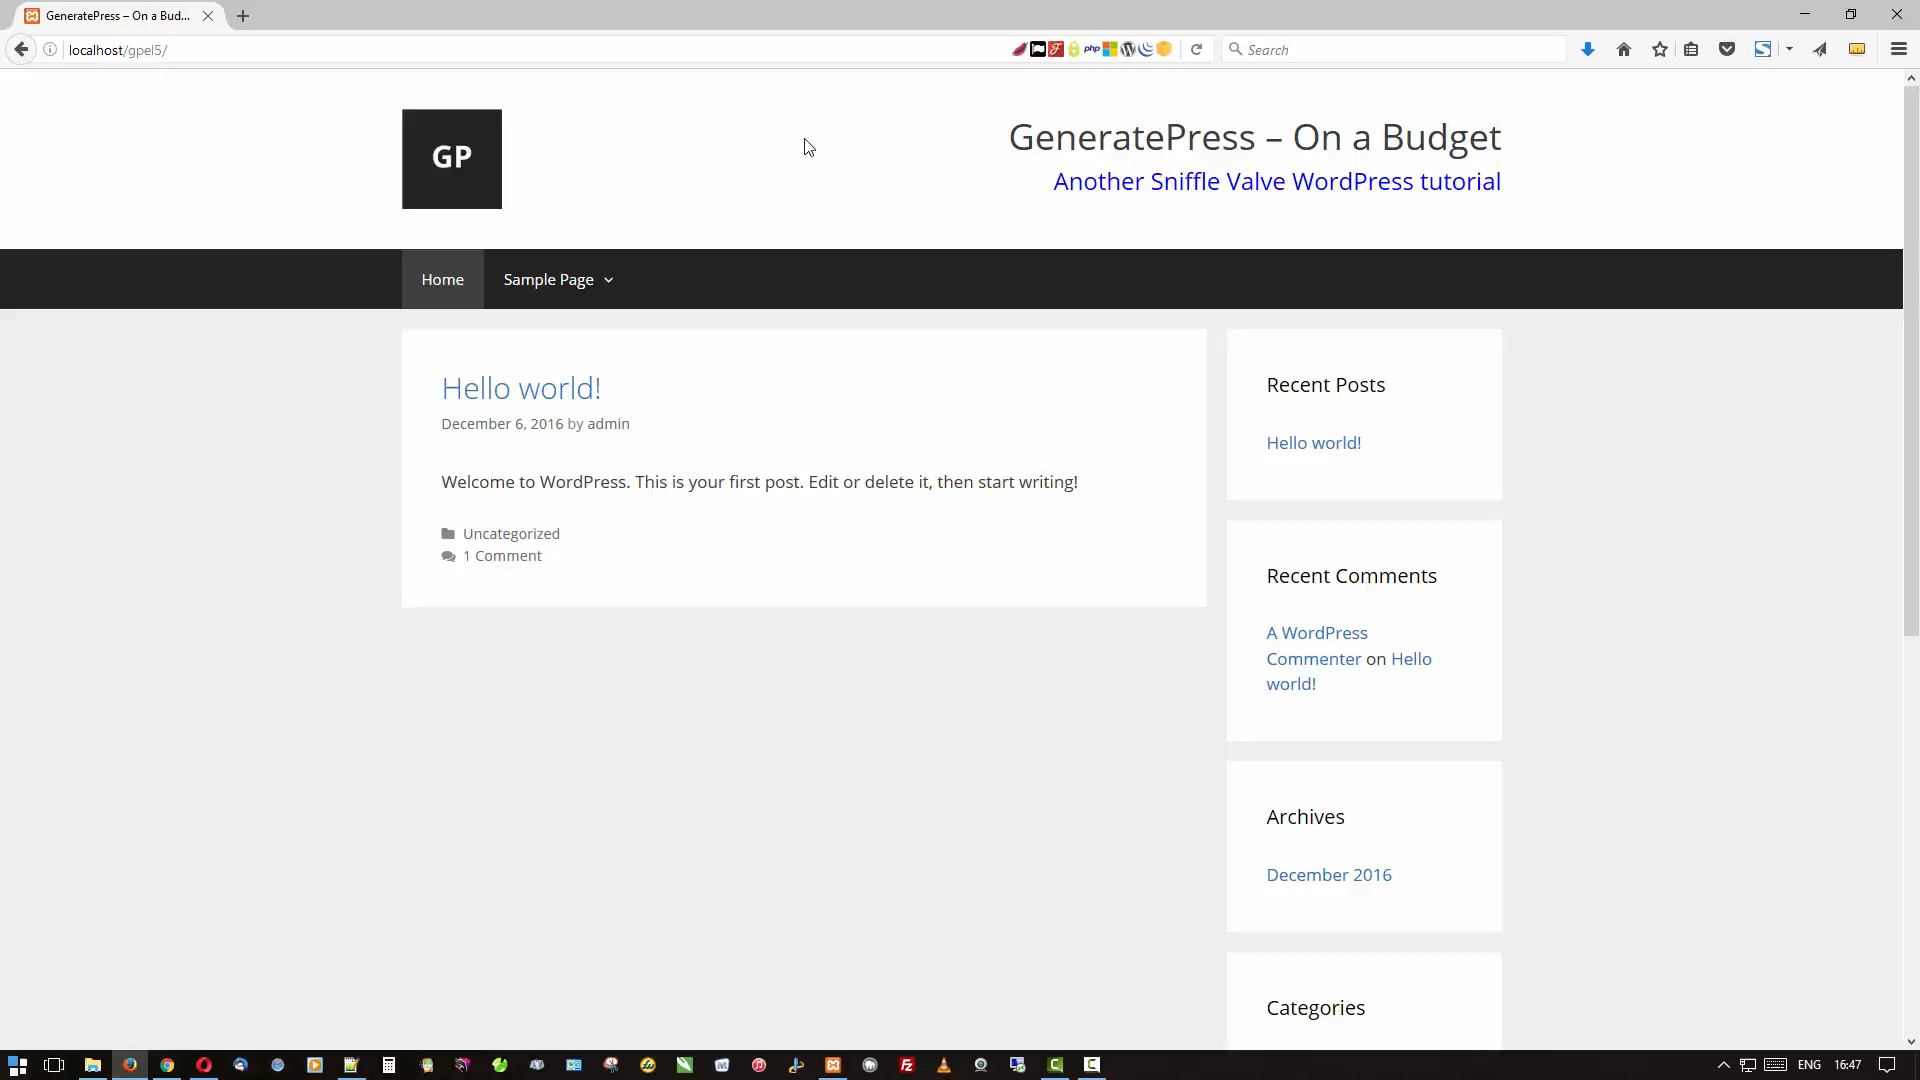 GeneratePress – On a Bud...
localhost/gpel5/
php
Search
GP
GeneratePress – On a Budget
Another Sniffle Valve WordPress tutorial
Home
Sample Page
Hello world!
December 6, 2016 by admin
Welcome to WordPress. This is your first post. Edit or delete it, then start writing!
Uncategorized
1 Comment
Recent Posts
Hello world!
Recent Comments
A WordPress
Commenter on Hello
world!
Archives
December 2016
Categories
ENG
16:47